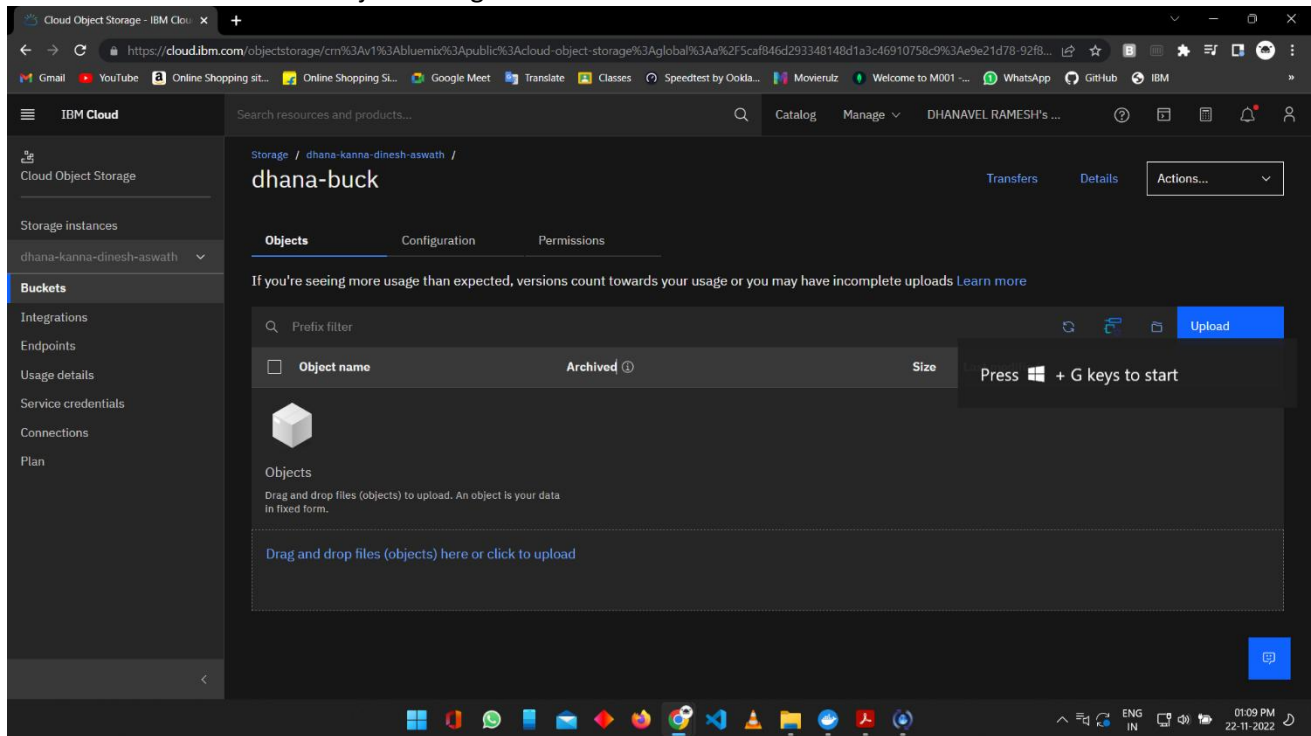 Cloud Object Storage - IBM Clou
https://cloud.ibm.com/objectstorage/crn%3Av1%3Abluemix%3Apublic%3Acloud-object-storage%3Aglobal%3Aa%2F5caf846d293348148d1a3c46910758c9%3Ae9e21d78-92f8...
Gmail YouTube Online Shopping sit... Online Shopping Si... Google Meet Translate Classes Speedtest by Ookla... Movierulz Welcome to M001 -... WhatsApp GitHub IBM »
IBM Cloud Search resources and products... Catalog Manage DHANAVEL RAMESH's ...
Cloud Object Storage
Storage instances
dhana-kanna-dinesh-aswath
Buckets
Integrations
Endpoints
Usage details
Service credentials
Connections
Plan
Storage / dhana-kanna-dinesh-aswath /
dhana-buck
Transfers Details Actions...
Objects Configuration Permissions
If you're seeing more usage than expected, versions count towards your usage or you may have incomplete uploads Learn more
Prefix filter Upload
Object name Archived Size
Press + G keys to start
Objects
Drag and drop files (objects) to upload. An object is your data
in fixed form.
Drag and drop files (objects) here or click to upload
ENG
IN
01:09 PM
22-11-2022